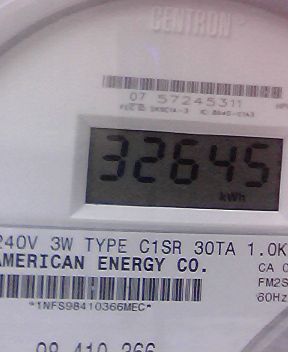 CENTRON
07 57245311
32645
kWh
240V 3W TYPE C1SR 30TA 1.0K
AMERICAN ENERGY CO.
CA 0
FM2S
60Hz
*1NFS98410366MEC*
98 410 366